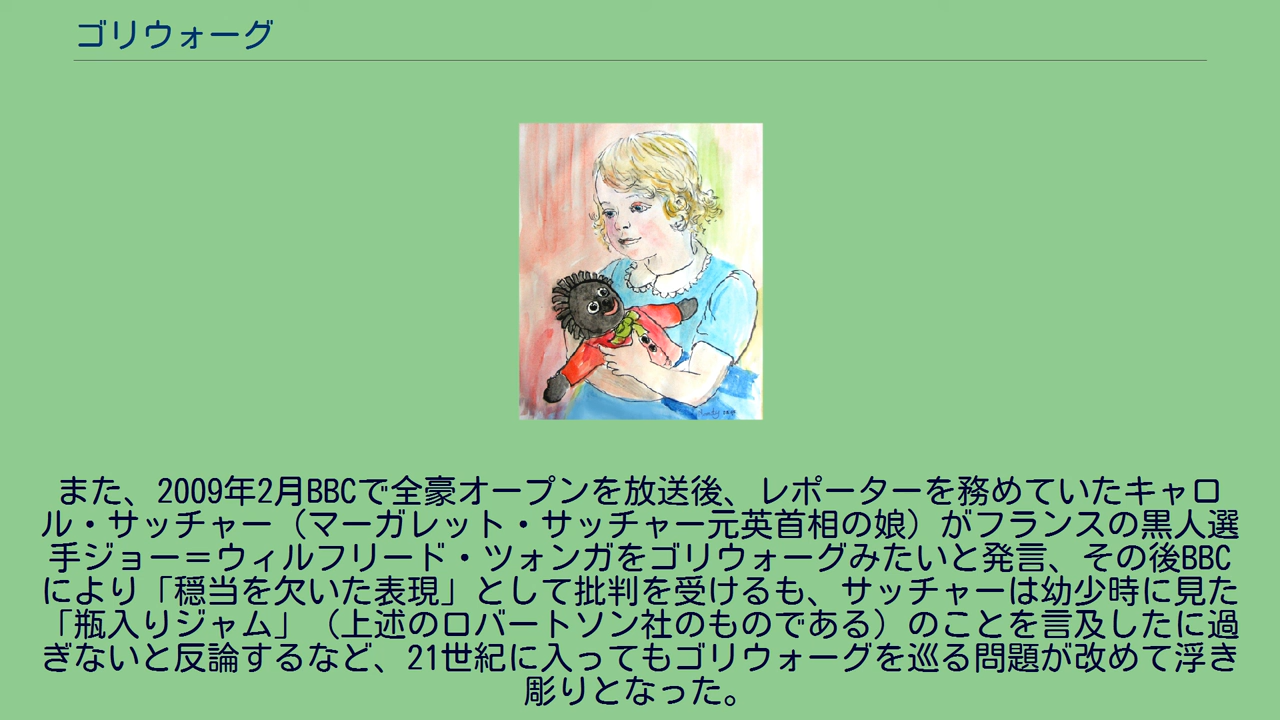 ゴリウォーグ
また、2009年2月BBCで全豪オープンを放送後、レポーターを務めていたキャロ
ル・サッチャー（マーガレット・サッチャー元英首相の娘）がフランスの黒人選
手ジョー＝ウィルフリード・ツォンガをゴリウォーグみたいと発言、その後BBC
により「穏当を欠いた表現」として批判を受けるも、サッチャーは幼少時に見た
「瓶入りジャム」（上述のロバートソン社のものである）のことを言及したに過
ぎないと反論するなど、21世紀に入ってもゴリウォーグを巡る問題が改めて浮き
彫りとなった。